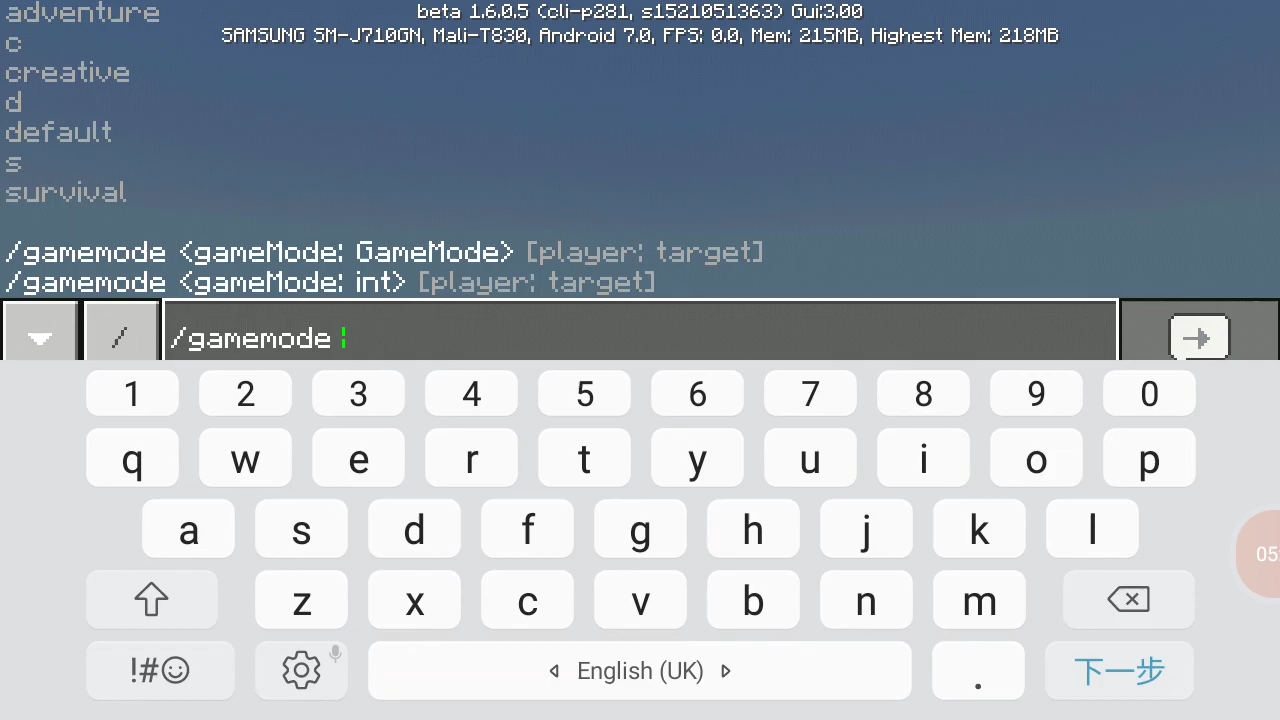 adventure
beta 1.6.0.5 (cli-p281, s15210513​63) Gui:3.00
c
SAMSUNG SM-J710GN, Mali-T830, Android 7.0, FPS: 0.0, Mem: 215MB, Highest Mem: 218MB
creative
d
default
s
survival
/gamemode <gameMode: GameMode> [player: target]
/gamemode <gameMode: int> [player: target]
/ /gamemode
1 2 3 4 5 6 7 8 9 0
q w e r t y u i o p
a s d f g h j k l
z x c v b n m
!#☺ English (UK) . 下一步